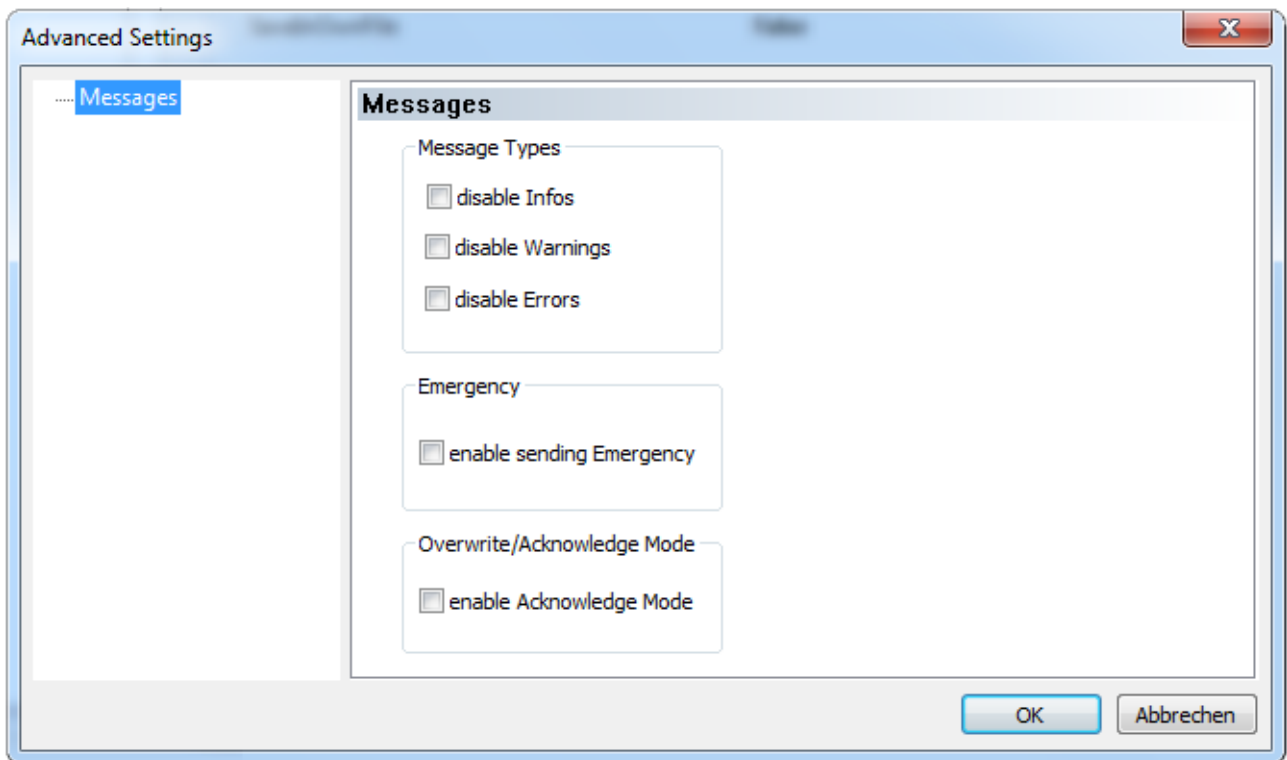 Advanced Settings
Messages
Messages
Message Types
disable Infos
disable Warnings
disable Errors
Emergency
enable sending Emergency
Overwrite/Acknowledge Mode
enable Acknowledge Mode
OK
Abbrechen